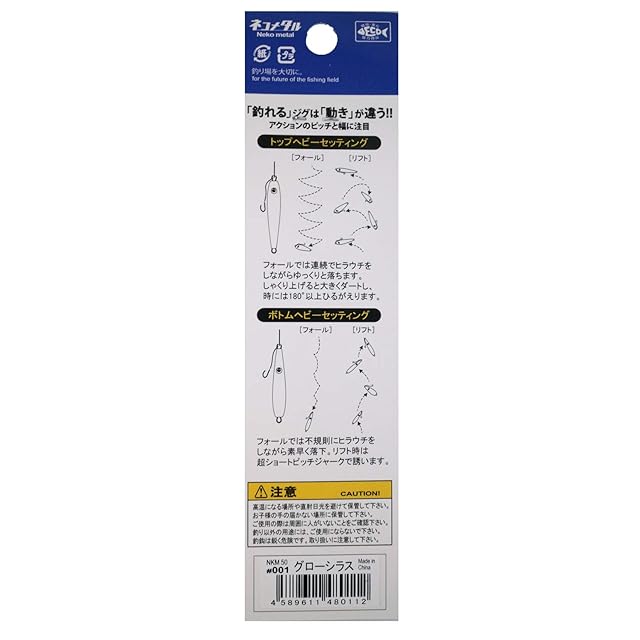 ネコメタル
Neko metal
ECO
紙
プラ
釣り場を大切に。
for the future of the fishing field
「釣れる」ジグは「動き」が違う!!
アクションのピッチと幅に注目
トップヘビーセッティング
[フォール] [リフト]
フォールでは連続でヒラウチを
しながらゆっくりと落ちます。
しゃくり上げると大きくダートし、
時には180°以上ひるがえります。
ボトムヘビーセッティング
[フォール] [リフト]
フォールでは不規則にヒラウチを
しながら素早く落下。リフト時は
超ショートピッチジャークで誘います。
注意 CAUTION!
高温になる場所や直射日光を避けて保管して下さい。
お子様の手の届かない場所に保管して下さい。
ご使用の際は周囲に人がいないことをご確認下さい。
釣り以外の用途には、ご使用にならないで下さい。
釣鈎は鋭く危険です。取り扱いに注意して下さい。
NKM 50
#001 グローシラス
Made in
China
4 589611 480112